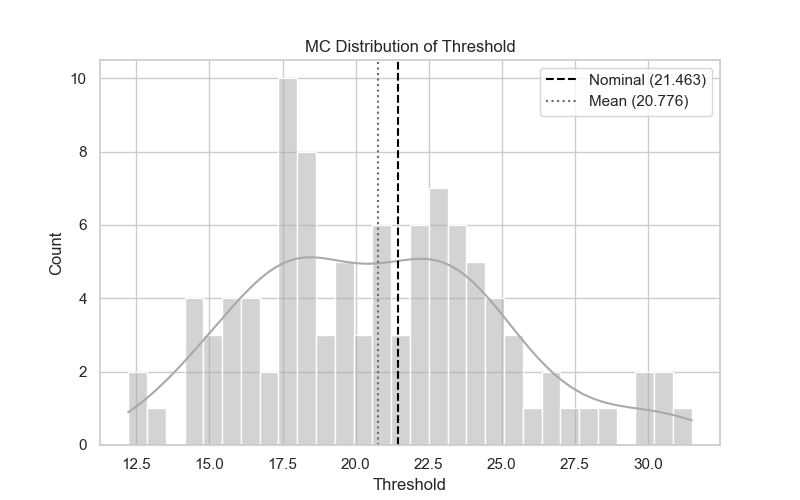 MC Distribution of Threshold
Nominal (21.463)
Mean (20.776)
Count
10
8
6
4
2
0
12.5 15.0 17.5 20.0 22.5 25.0 27.5 30.0
Threshold